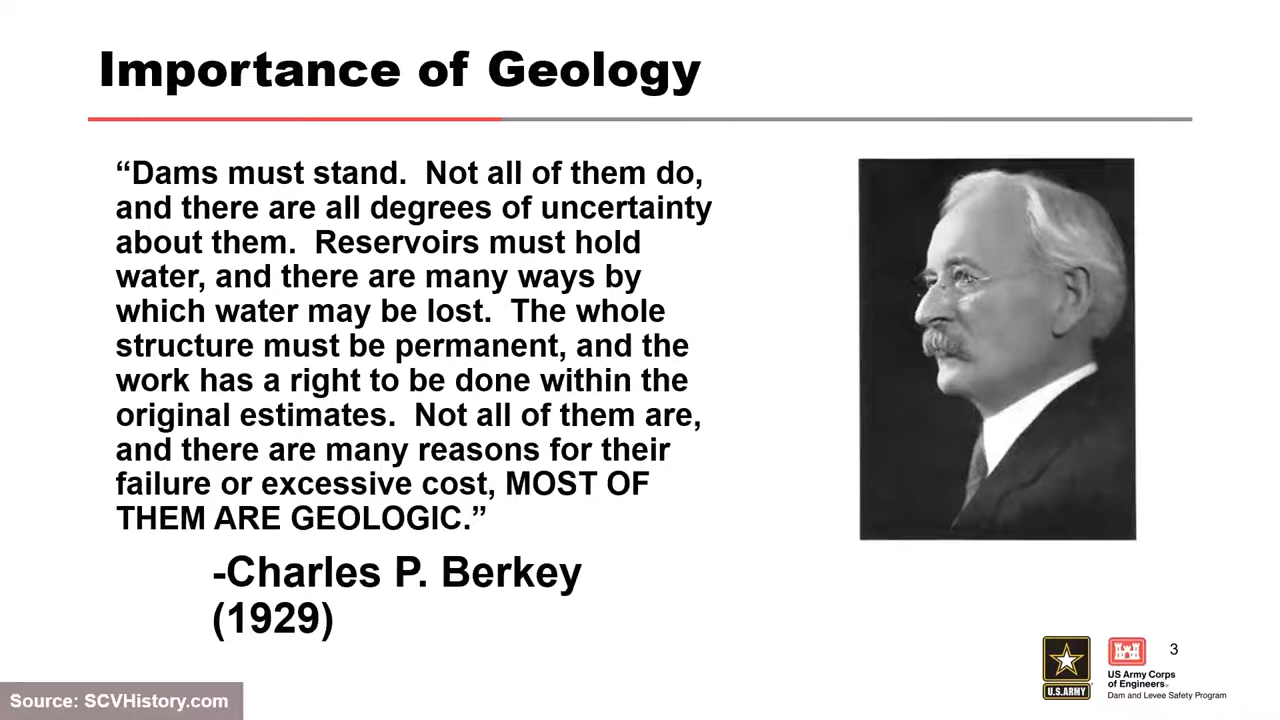 Importance of Geology
“Dams must stand.  Not all of them do,
and there are all degrees of uncertainty
about them.  Reservoirs must hold
water, and there are many ways by
which water may be lost.  The whole
structure must be permanent, and the
work has a right to be done within the
original estimates.  Not all of them are,
and there are many reasons for their
failure or excessive cost, MOST OF
THEM ARE GEOLOGIC.”
-Charles P. Berkey
(1929)
3
U.S.ARMY
US Army Corps
of Engineers®
Dam and Levee Safety Program
Source: SCVHistory.com